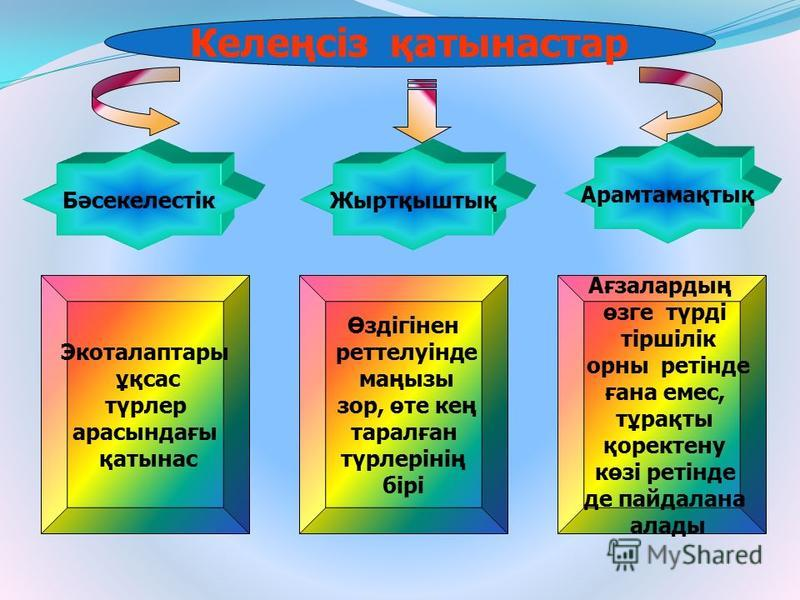 Келеңсіз қатынастар
Бәсекелестік
Жыртқыштық
Арамтамақтық
Экоталаптары
ұқсас
түрлер
арасындағы
қатынас
Өздігінен
реттелуінде
маңызы
зор, өте кең
таралған
түрлерінің
бірі
Ағзалардың
өзге түрді
тіршілік
орны ретінде
ғана емес,
тұрақты
қоректену
көзі ретінде
де пайдалана
алады
MyShared